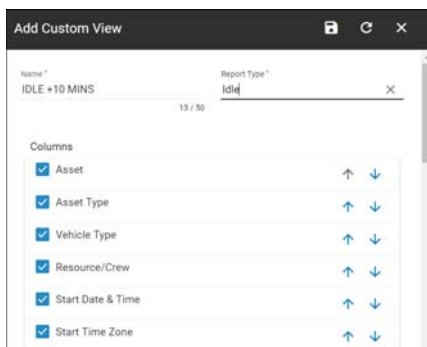 Add Custom View
Name *
Report Type *
IDLE +10 MINS
Idle
13 / 50
Columns
Asset
Asset Type
Vehicle Type
Resource/Crew
Start Date & Time
Start Time Zone